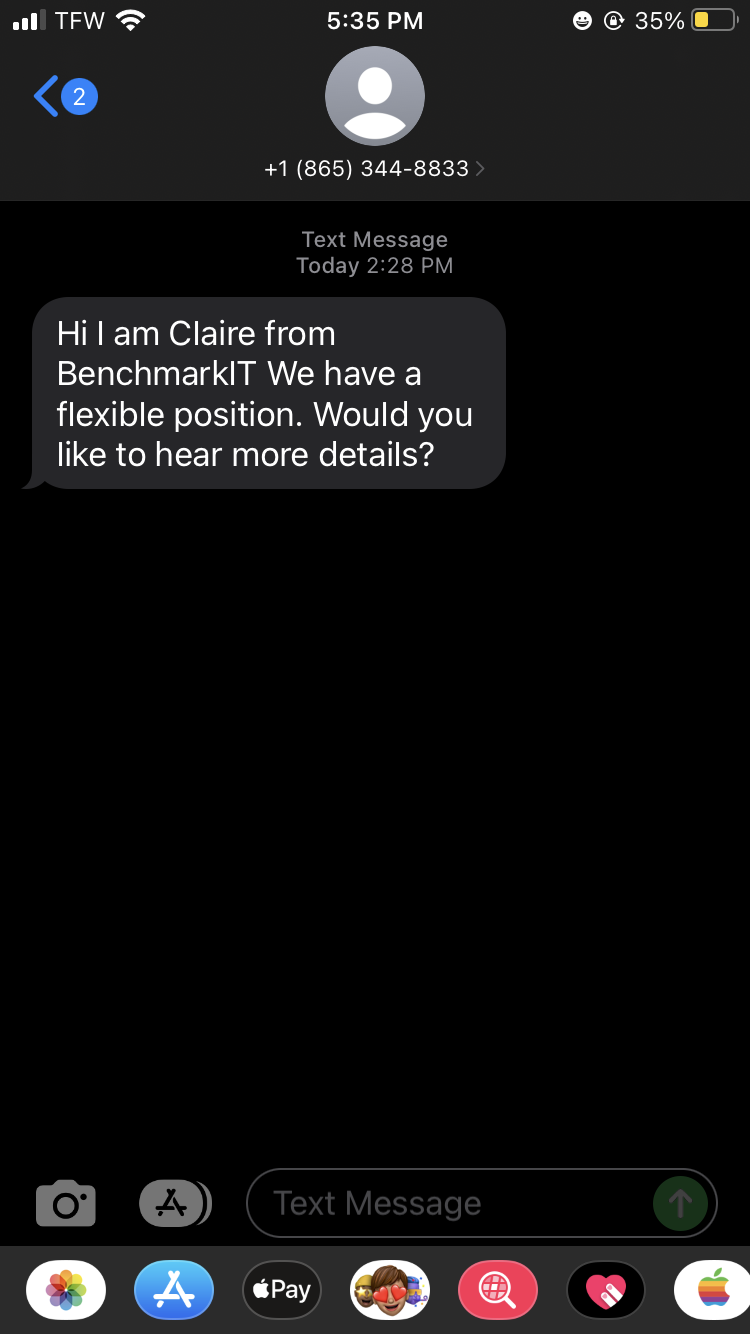 TFW 5:35 PM 35%
2
+1 (865) 344-8833
Text Message
Today 2:28 PM
Hi I am Claire from
BenchmarkIT We have a
flexible position. Would you
like to hear more details?
Text Message
Pay